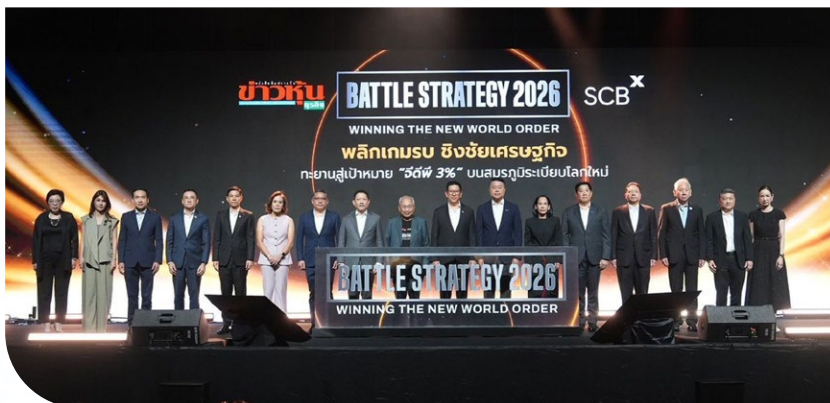 ข่าวหุ้น
ธุรกิจ
BATTLE STRATEGY 2026
SCB X
WINNING THE NEW WORLD ORDER
พลิกเกมรบ ชิงชัยเศรษฐกิจ
ทะยานสู่เป้าหมาย "จีดีพี 3%" บนสมรภูมิระเบียบโลกใหม่
BATTLE STRATEGY 2026
WINNING THE NEW WORLD ORDER